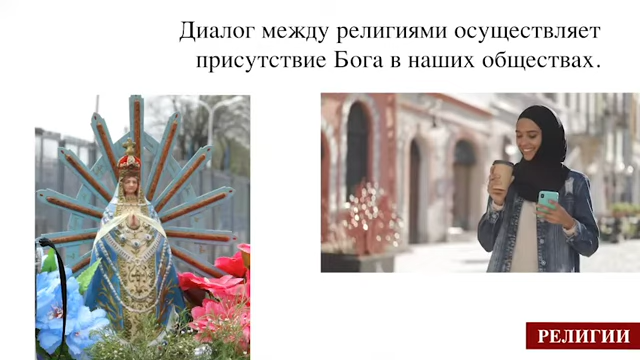 Диалог между религиями осуществляет
присутствие Бога в наших обществах.
РЕЛИГИИ